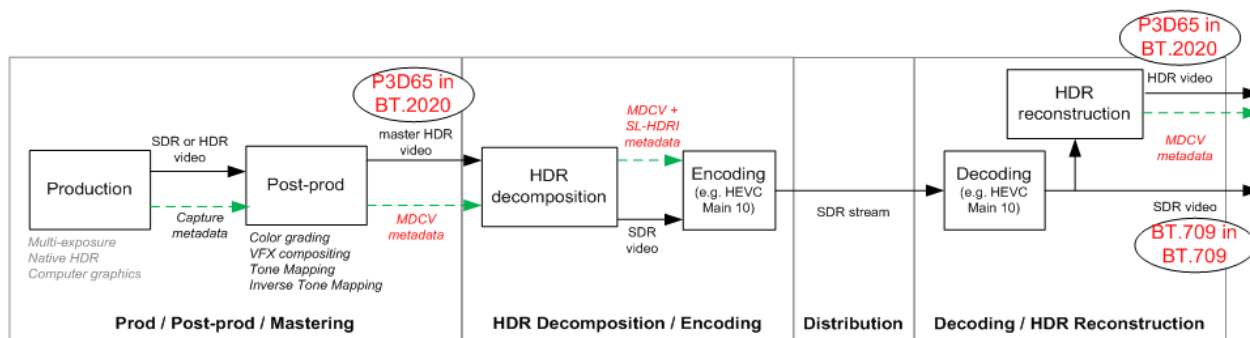 P3D65 in
BT.2020
SDR or HDR
video
Production
Capture
metadata
Multi-exposure
Native HDR
Computer graphics
Post-prod
Color grading
VFX compositing
Tone Mapping
Inverse Tone Mapping
P3D65 in
BT.2020
master HDR
video
MDCV
metadata
Prod / Post-prod / Mastering
HDR
decomposition
MDCV +
SL-HDRI
metadata
SDR
video
Encoding
(e.g. HEVC
Main 10)
HDR Decomposition / Encoding
SDR stream
Distribution
Decoding
(e.g. HEVC
Main 10)
HDR
reconstruction
HDR video
MDCV
metadata
SDR video
BT.709 in
BT.709
Decoding / HDR Reconstruction